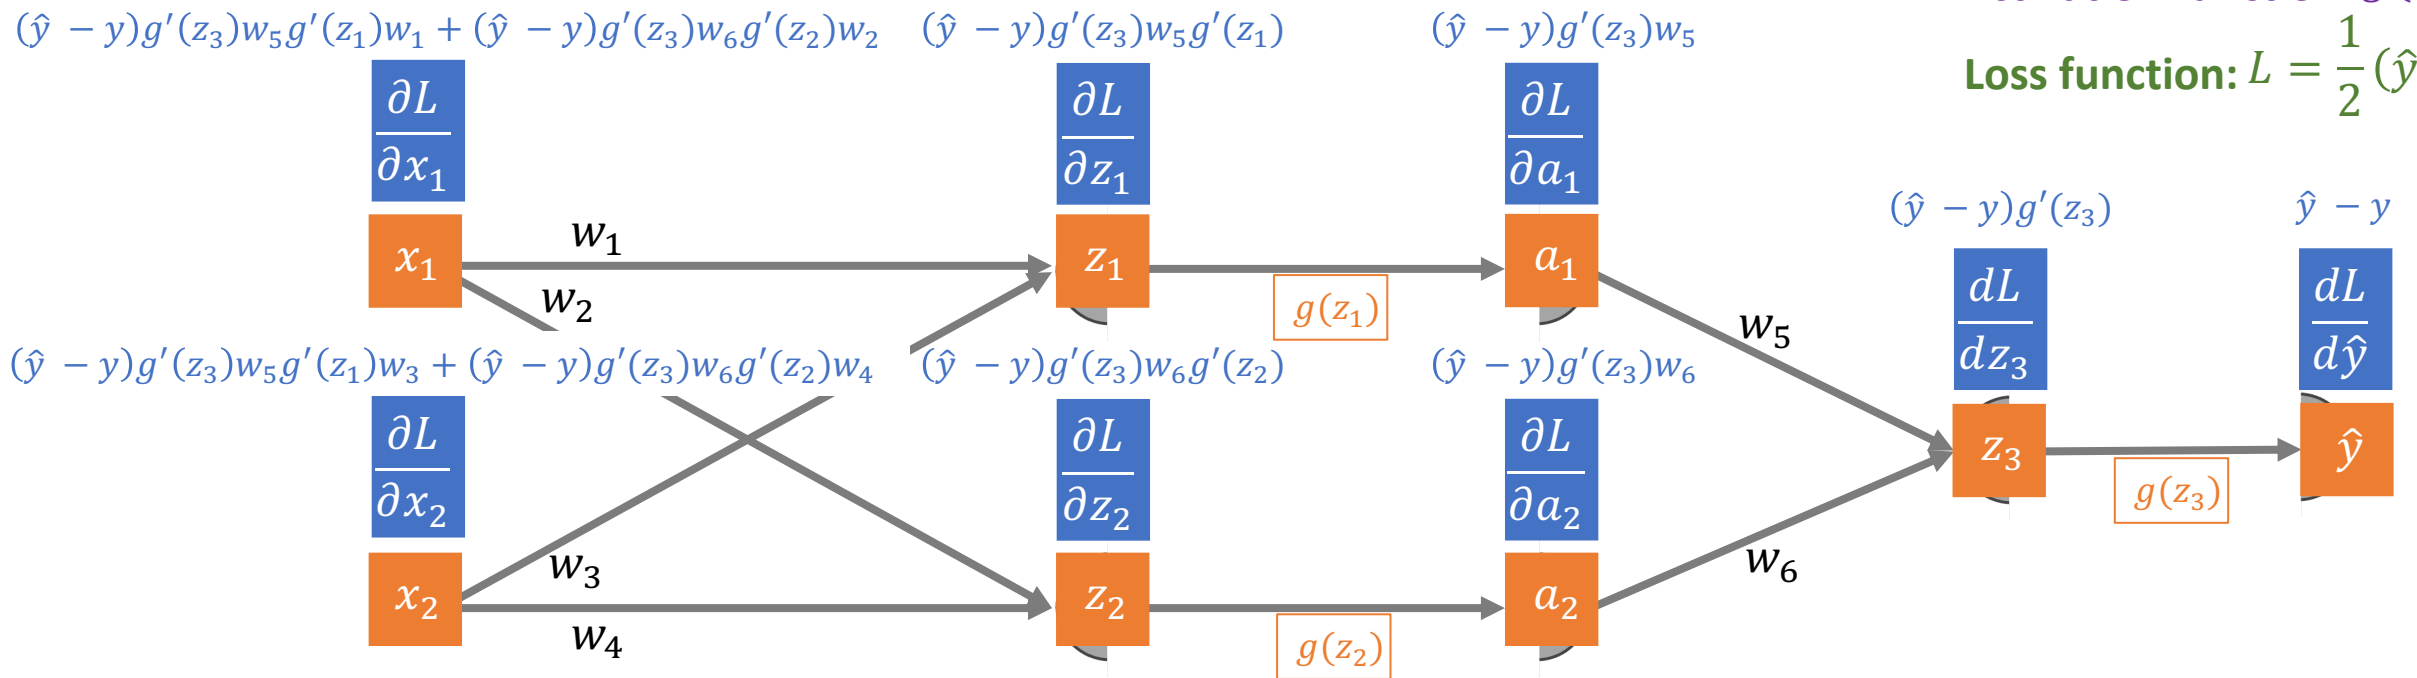 (ŷ − y)g′(z₃)w₅g′(z₁)w₁ + (ŷ − y)g′(z₃)w₆g′(z₂)w₂
(ŷ − y)g′(z₃)w₅g′(z₁)
(ŷ − y)g′(z₃)w₅
Loss function: L = 1/2 (ŷ
∂L/∂x₁
∂L/∂z₁
∂L/∂a₁
(ŷ − y)g′(z₃)
ŷ − y
x₁
w₁
w₂
z₁
g(z₁)
a₁
w₅
dL/dz₃
dL/dŷ
(ŷ − y)g′(z₃)w₅g′(z₁)w₃ + (ŷ − y)g′(z₃)w₆g′(z₂)w₄
(ŷ − y)g′(z₃)w₆g′(z₂)
(ŷ − y)g′(z₃)w₆
∂L/∂x₂
∂L/∂z₂
∂L/∂a₂
z₃
g(z₃)
ŷ
x₂
w₃
w₄
z₂
g(z₂)
a₂
w₆